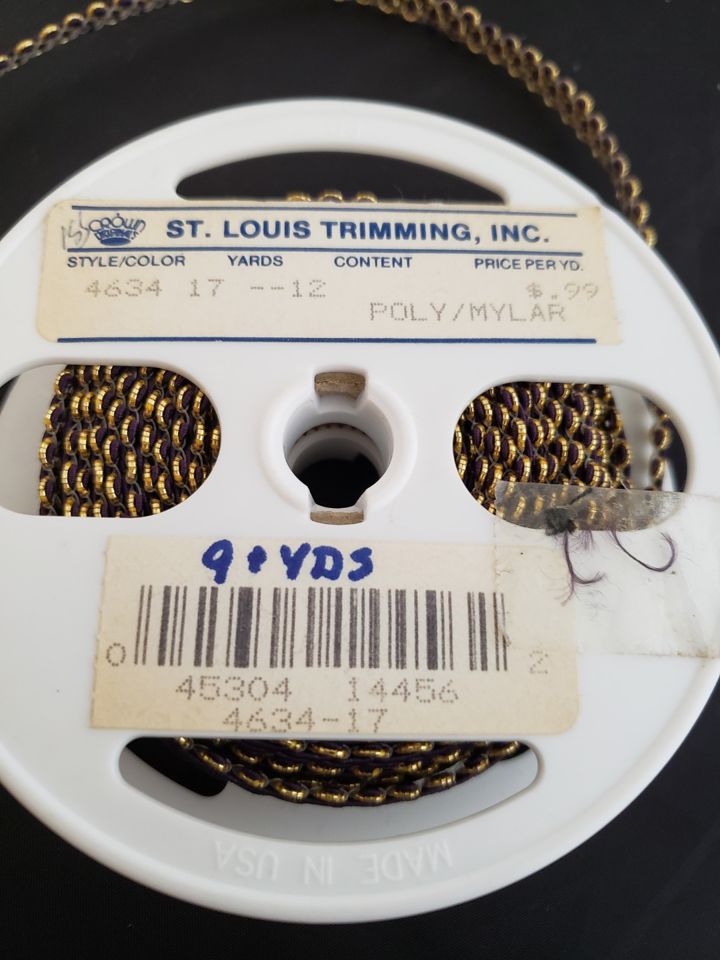 CROWN
ST. LOUIS TRIMMING, INC.
STYLE/COLOR YARDS CONTENT PRICE PER YD.
4634 17 --12 $.99
POLY/MYLAR
9+ YDS
0 2
45304 14456
4634-17
MADE IN USA